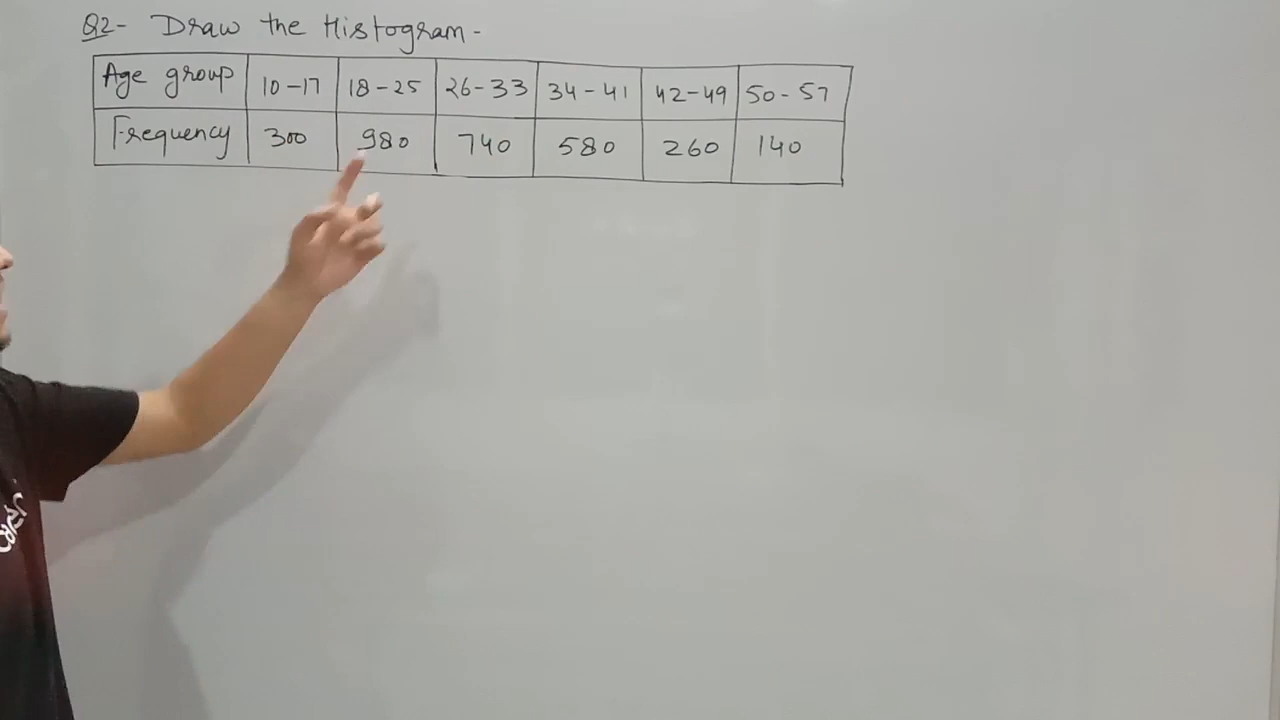 Q2- Draw the Histogram-
Age group 10-17 18-25 26-33 34-41 42-49 50-57
Frequency 300 980 740 580 260 140